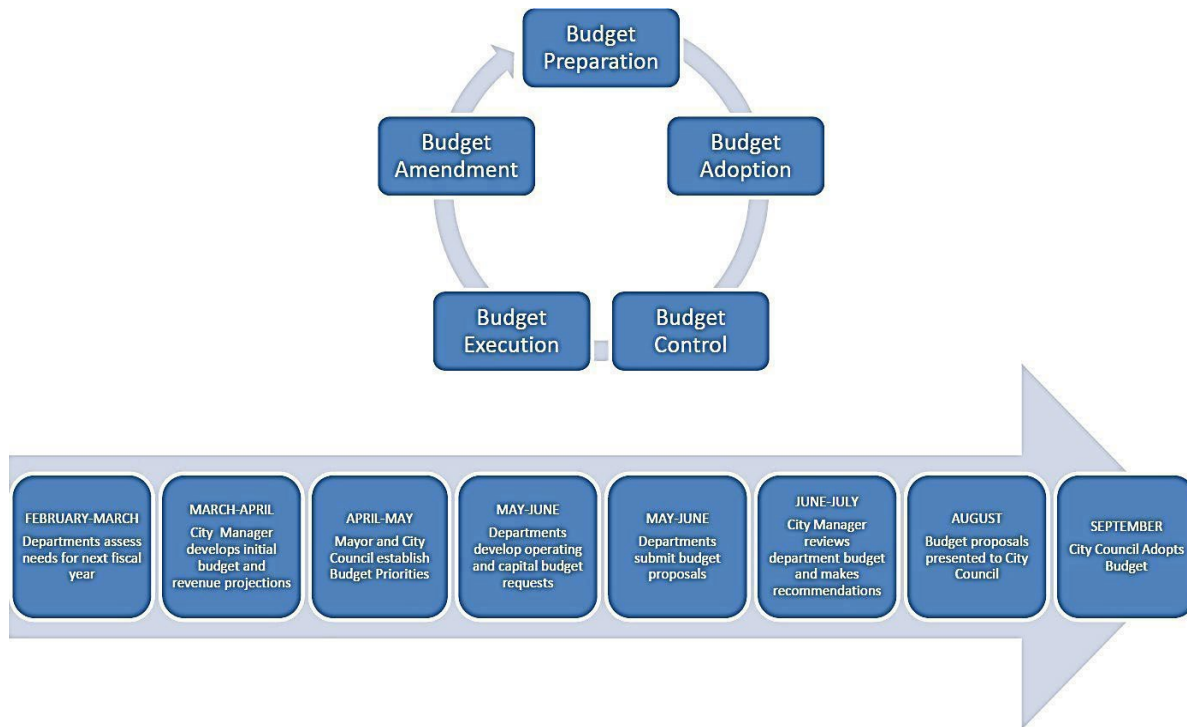 Budget
Preparation
Budget
Amendment
Budget
Adoption
Budget
Execution
Budget
Control
FEBRUARY-MARCH
Departments assess
needs for next fiscal
year
MARCH-APRIL
City Manager
develops initial
budget and
revenue projections
APRIL-MAY
Mayor and City
Council establish
Budget Priorities
MAY-JUNE
Departments
develop operating
and capital budget
requests
MAY-JUNE
Departments
submit budget
proposals
JUNE-JULY
City Manager
reviews
department budget
and makes
recommendations
AUGUST
Budget proposals
presented to City
Council
SEPTEMBER
City Council Adopts
Budget